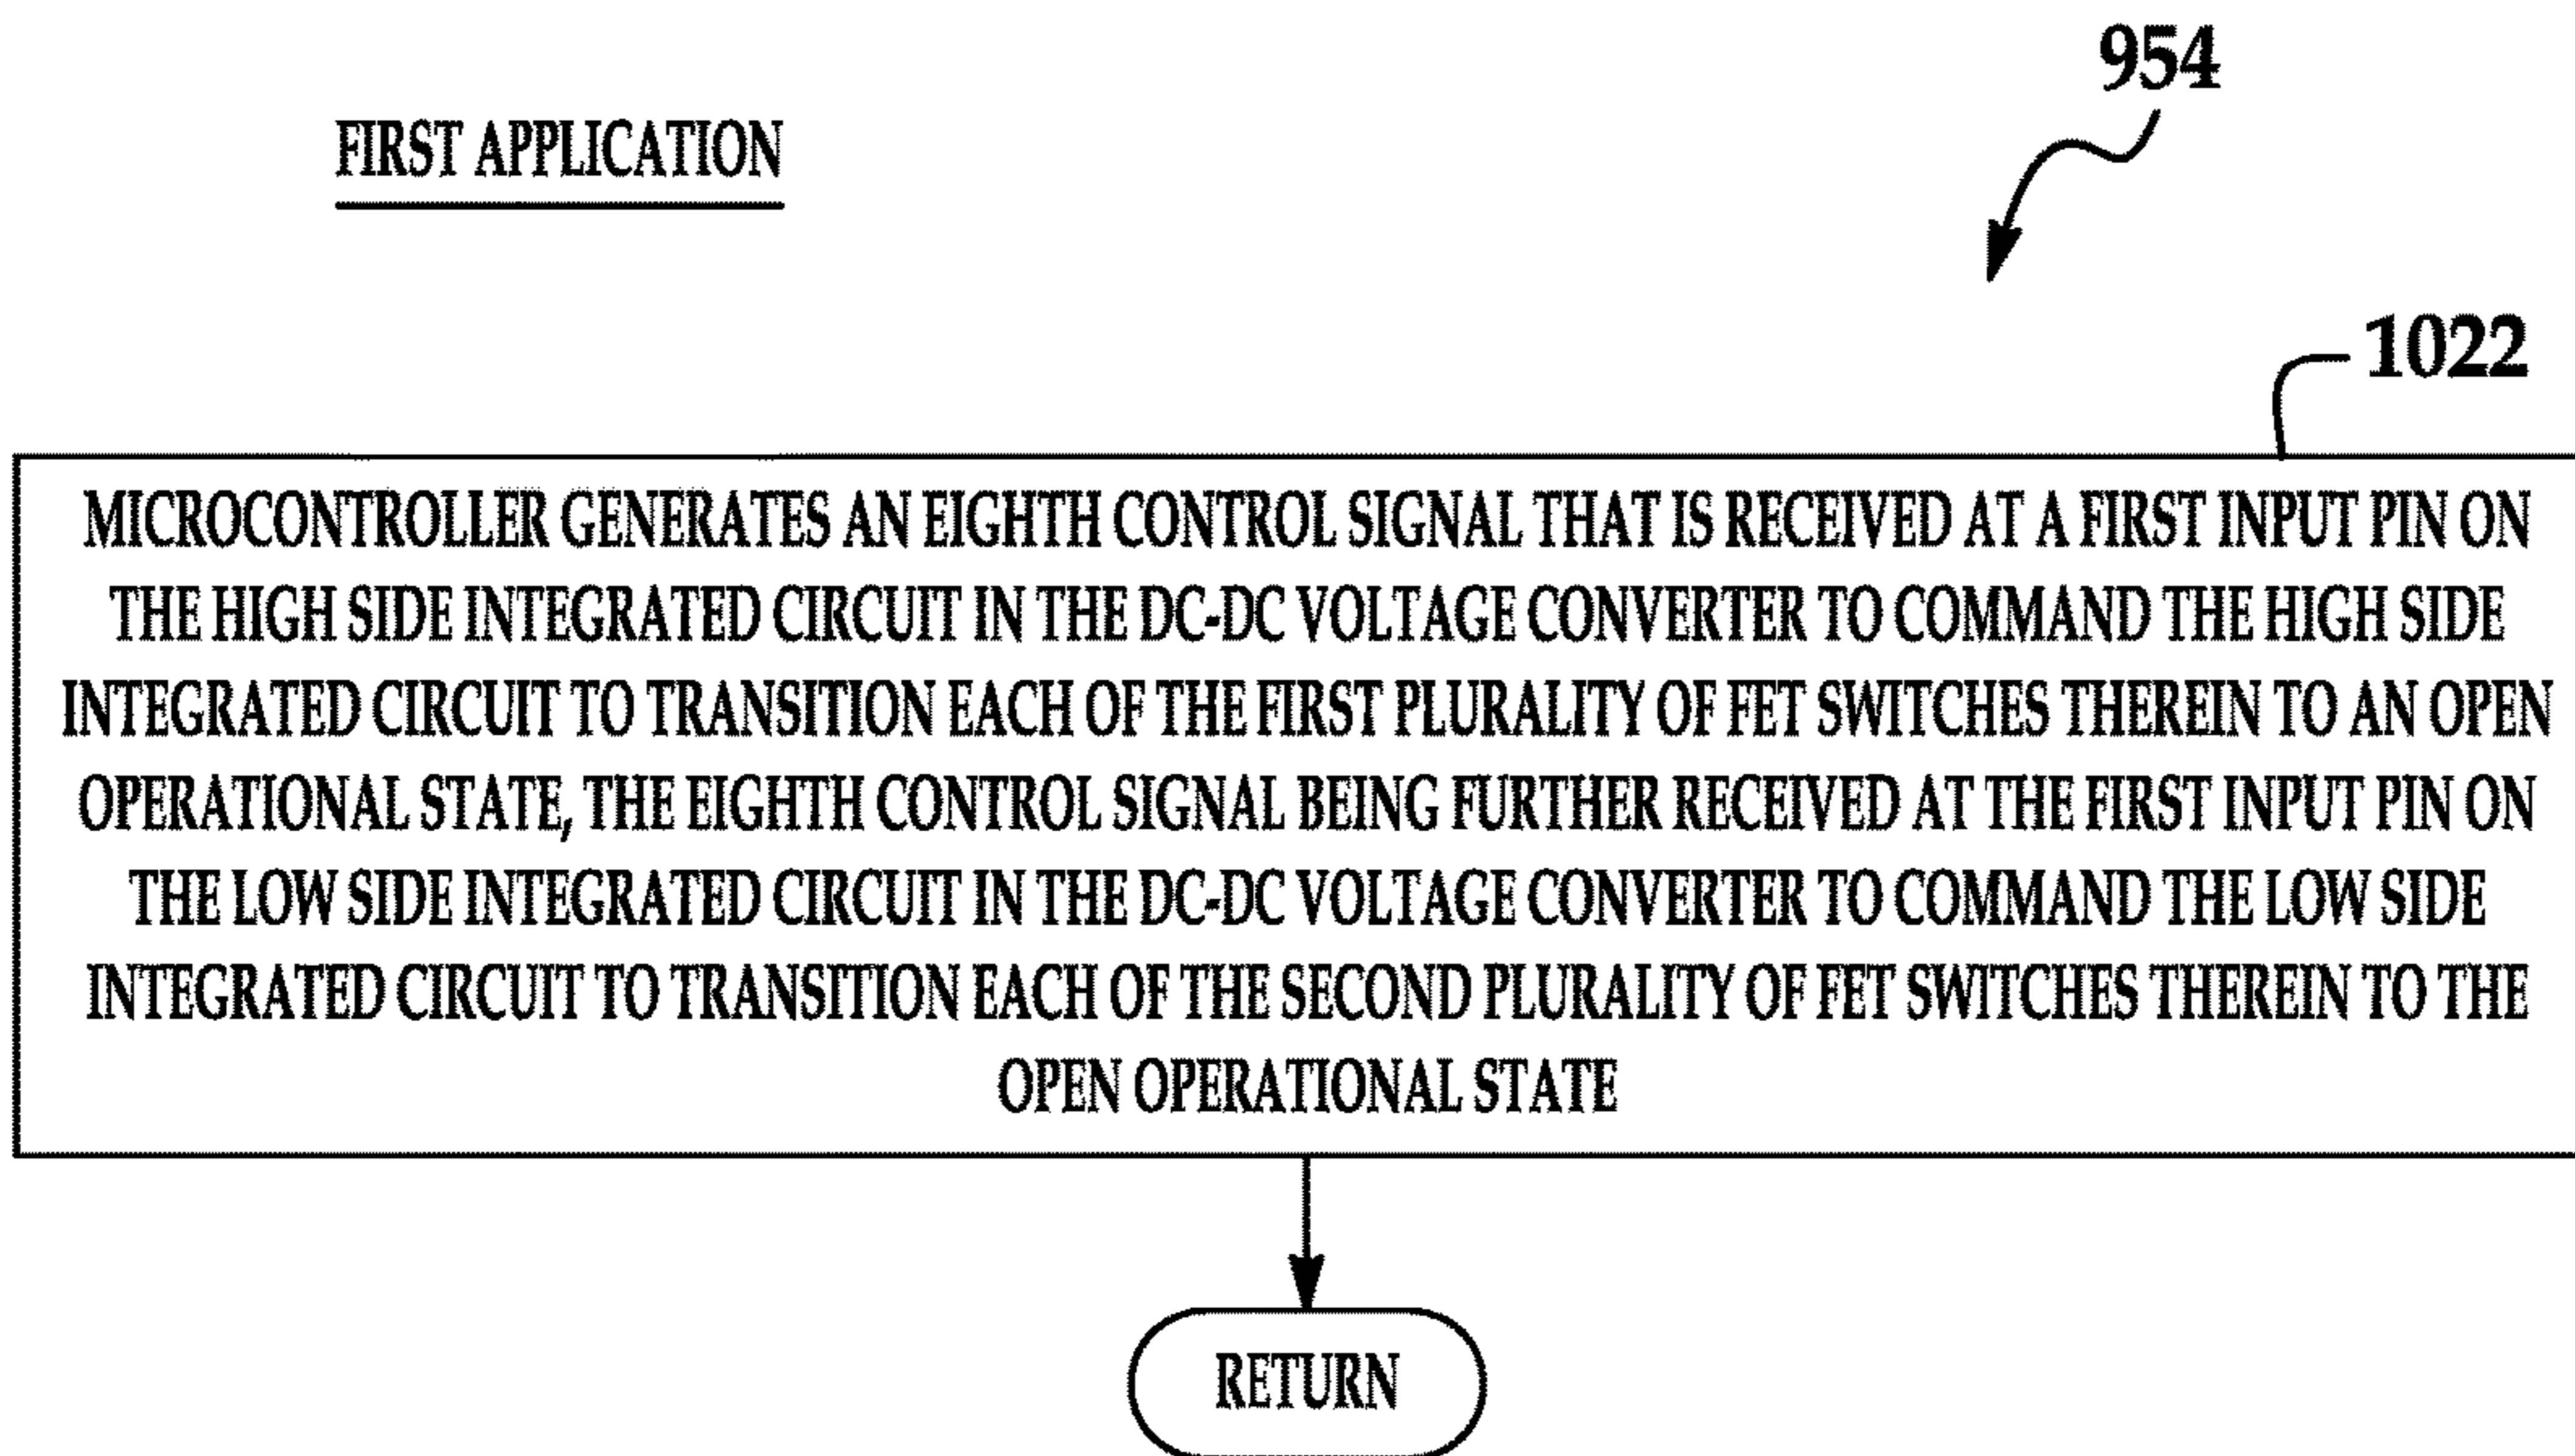 954
FIRST APPLICATION
1022
MICROCONTROLLER GENERATES AN EIGHTH CONTROL SIGNAL THAT IS RECEIVED AT A FIRST INPUT PIN ON
THE HIGH SIDE INTEGRATED CIRCUIT IN THE DC-DC VOLTAGE CONVERTER TO COMMAND THE HIGH SIDE
INTEGRATED CIRCUIT TO TRANSITION EACH OF THE FIRST PLURALITY OF FET SWITCHES THEREIN TO AN OPEN
OPERATIONAL STATE, THE EIGHTH CONTROL SIGNAL BEING FURTHER RECEIVED AT THE FIRST INPUT PIN ON
THE LOW SIDE INTEGRATED CIRCUIT IN THE DC-DC VOLTAGE CONVERTER TO COMMAND THE LOW SIDE
INTEGRATED CIRCUIT TO TRANSITION EACH OF THE SECOND PLURALITY OF FET SWITCHES THEREIN TO THE
OPEN OPERATIONAL STATE
RETURN